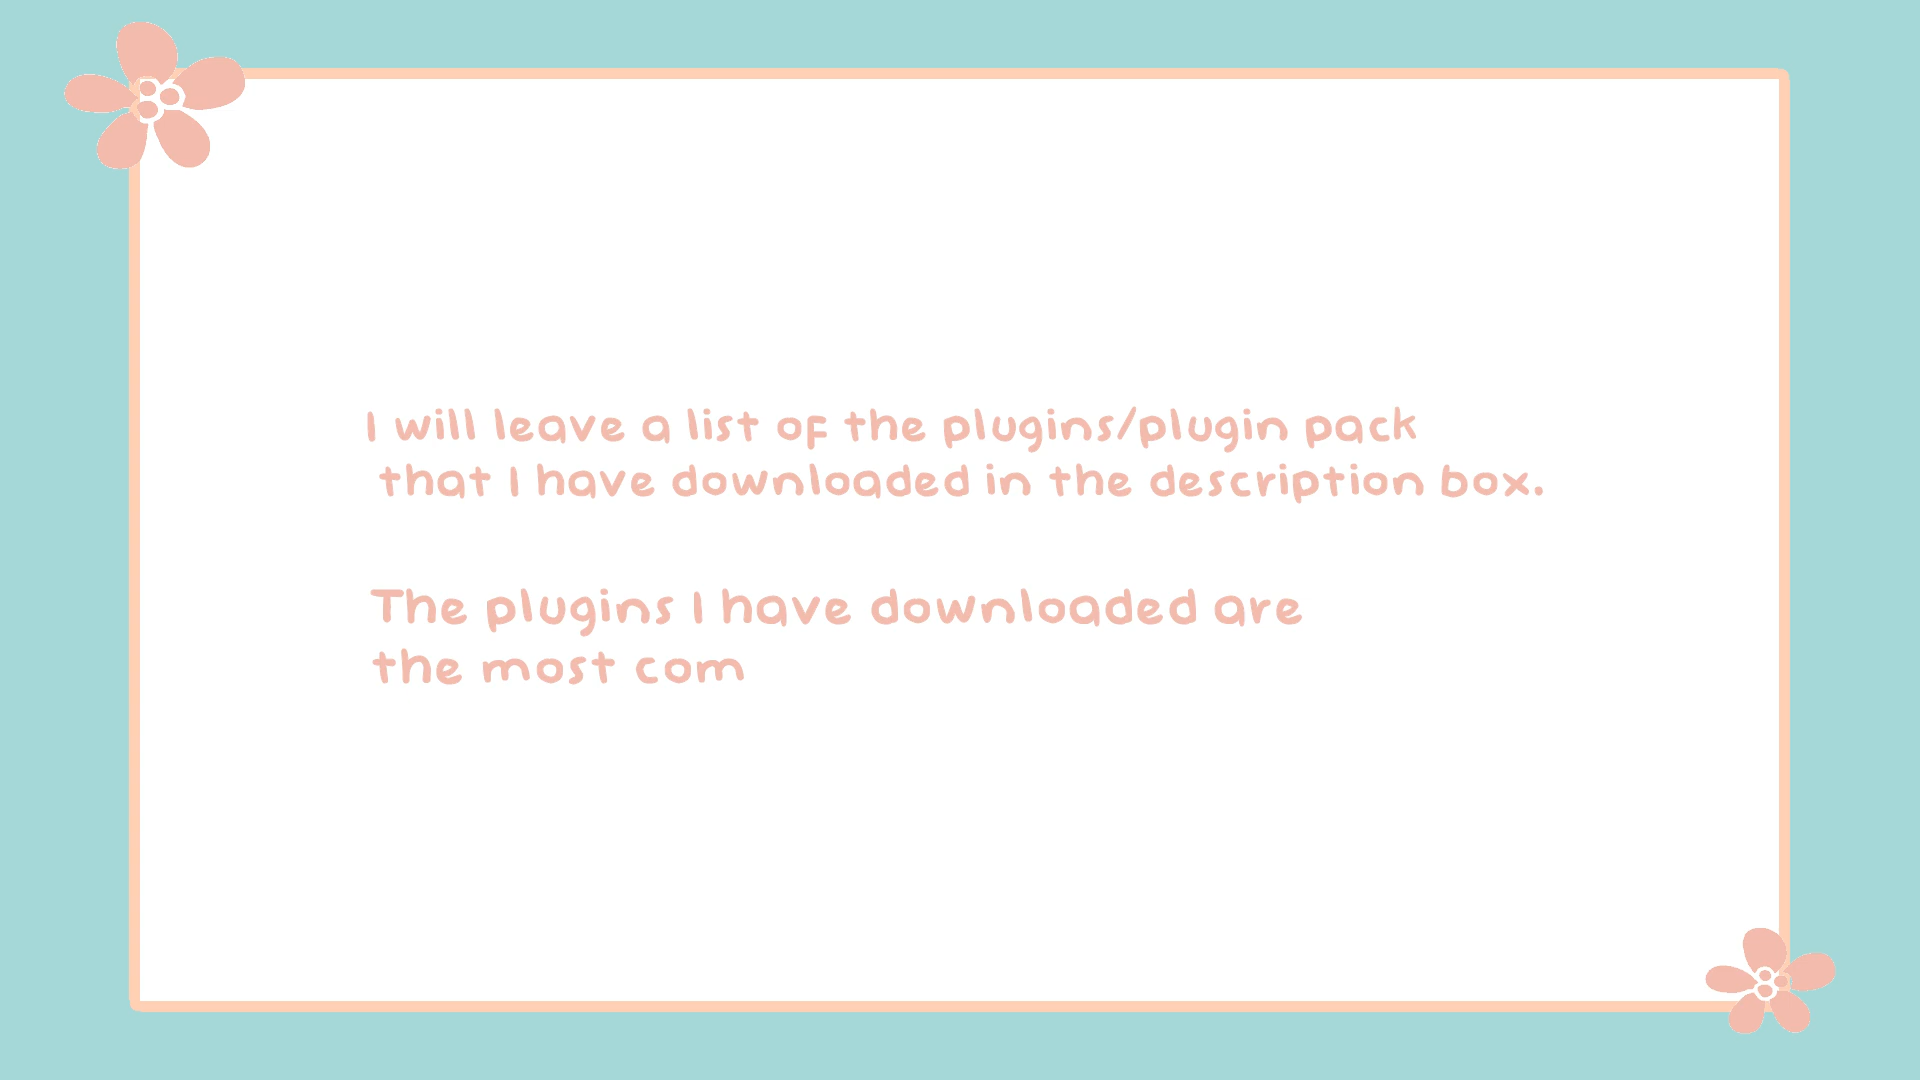 I will leave a list of the plugins/plugin pack
that I have downloaded in the description box.
The plugins I have downloaded are
the most com